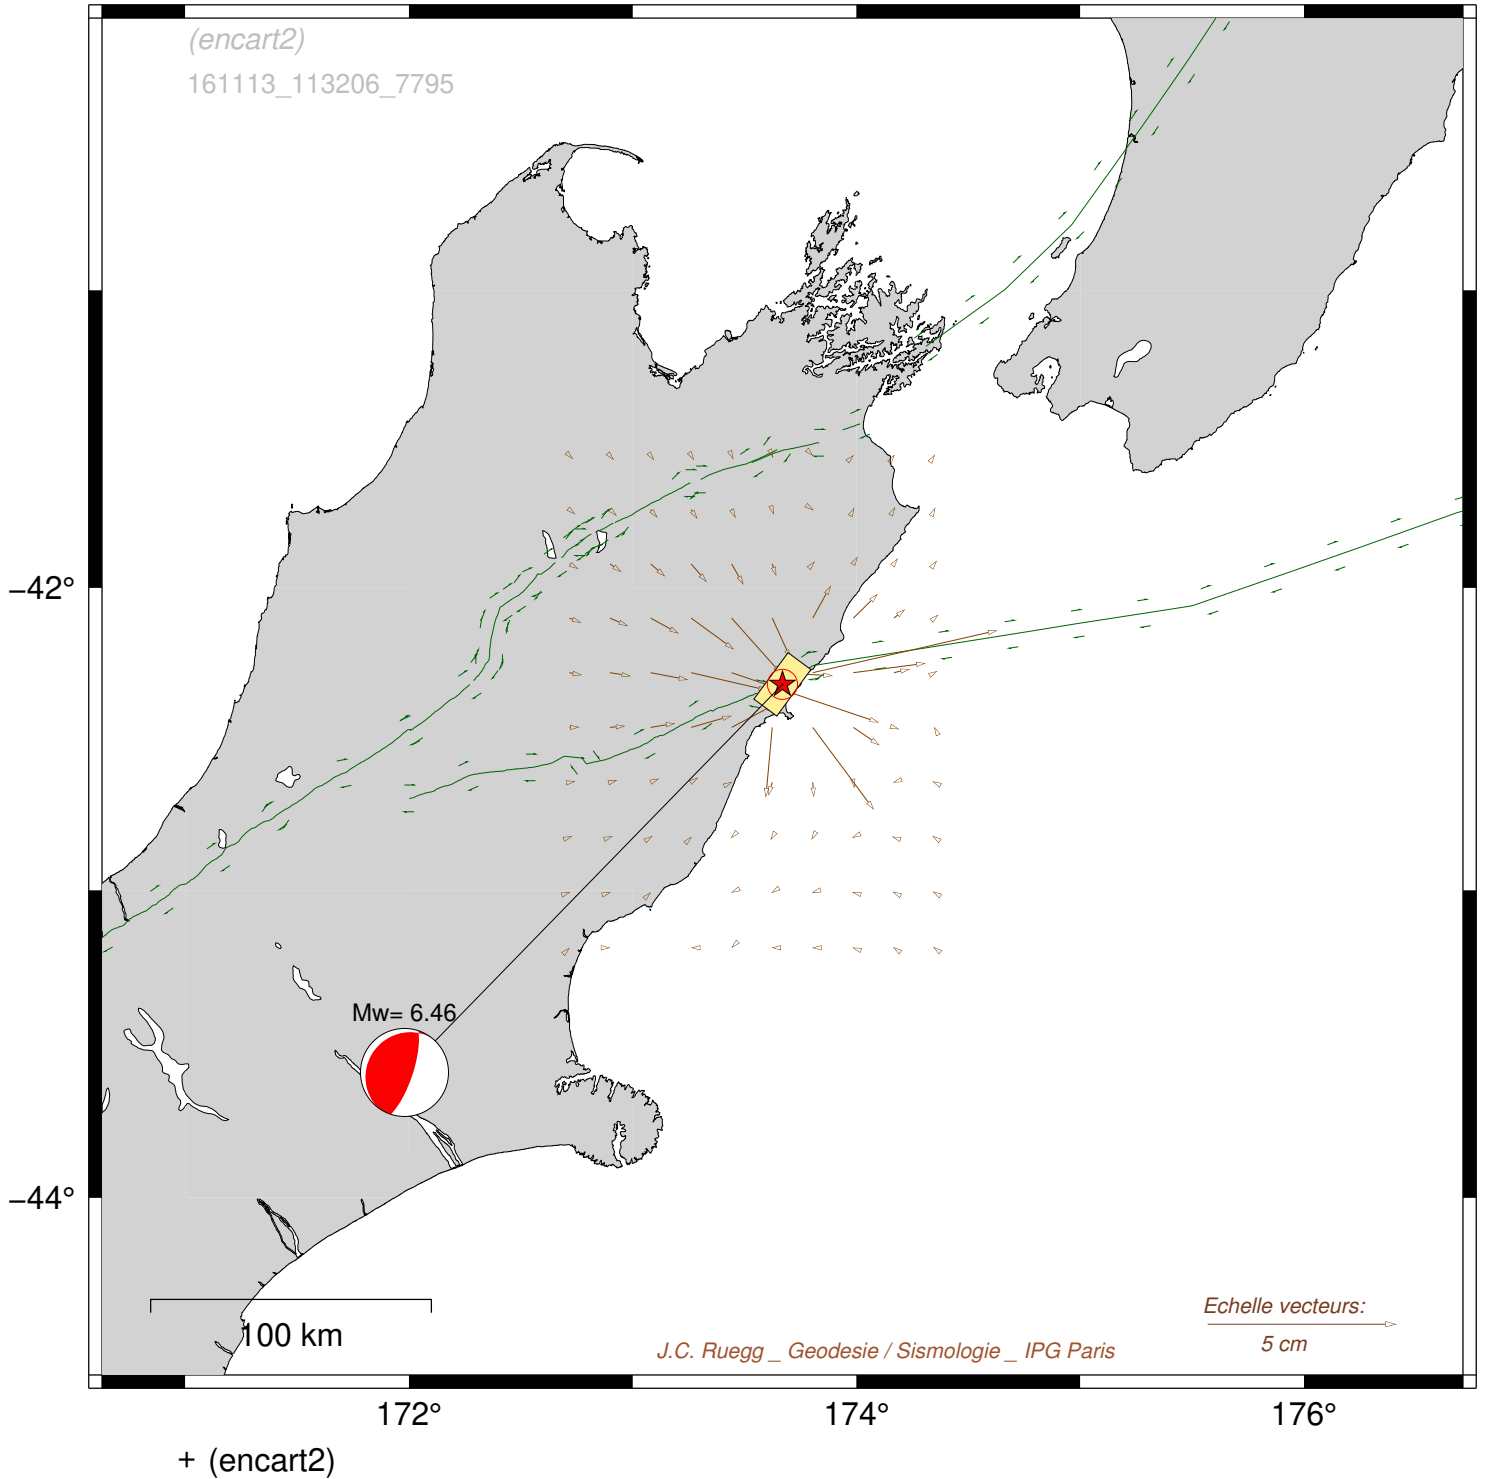 (encart2)
161113_113206_7795
−42°
Mw= 6.46
−44°
100 km
Echelle vecteurs:
5 cm
J.C. Ruegg _ Geodesie / Sismologie _ IPG Paris
172°
174°
176°
+ (encart2)